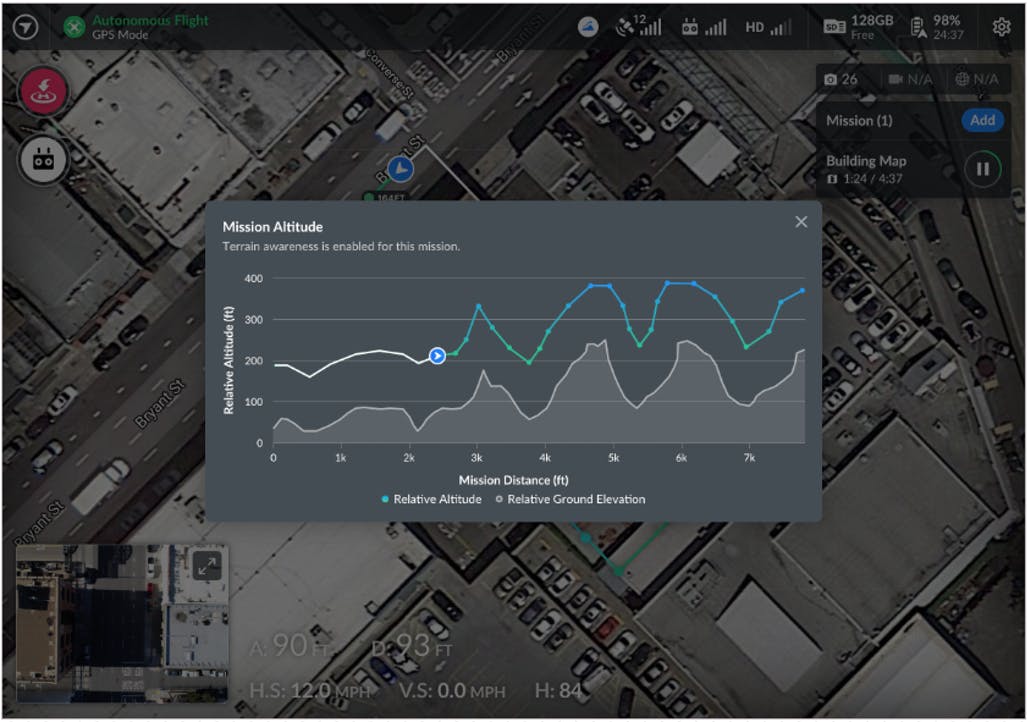 Autonomous Flight
GPS Mode
12
HD
SD
128GB
Free
98%
24:37
26
N/A
N/A
Mission (1)
Add
Building Map
1:24 / 4:37
Converse St
Bryant St
Bryant St
164FT
Mission Altitude
Terrain awareness is enabled for this mission.
Relative Altitude (ft)
400
300
200
100
0
0 1k 2k 3k 4k 5k 6k 7k
Mission Distance (ft)
Relative Altitude Relative Ground Elevation
Bryant St
Bryant St
A: 90 FT D: 93 FT
H.S: 12.0 MPH V.S: 0.0 MPH H: 84